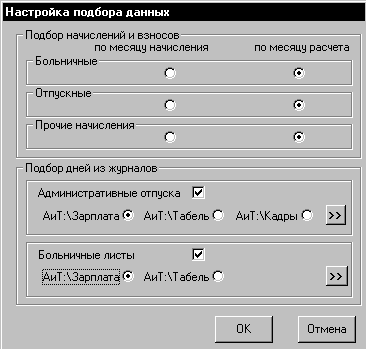 Настройка подбора данных
Подбор начислений и взносов
по месяцу начисления по месяцу расчета
Больничные
Отпускные
Прочие начисления
Подбор дней из журналов
Административные отпуска
АиТ:\Зарплата АиТ:\Табель АиТ:\Кадры >>
Больничные листы
АиТ:\Зарплата АиТ:\Табель >>
OK Отмена